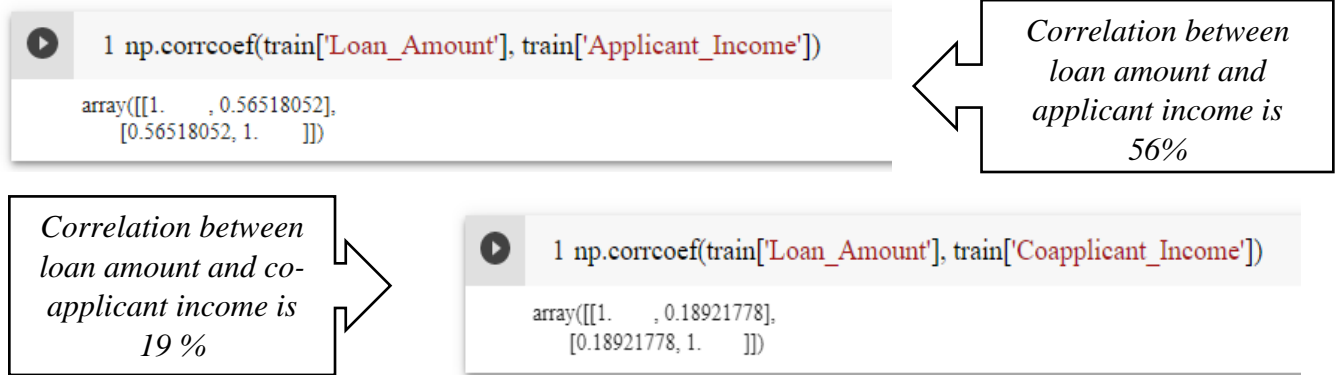 1 np.corrcoef(train['Loan_Amount'], train['Applicant_Income'])
array([[1.      , 0.56518052],
[0.56518052, 1.      ]])
Correlation between
loan amount and
applicant income is
56%
Correlation between
loan amount and co-
applicant income is
19 %
1 np.corrcoef(train['Loan_Amount'], train['Coapplicant_Income'])
array([[1.      , 0.18921778],
[0.18921778, 1.      ]])